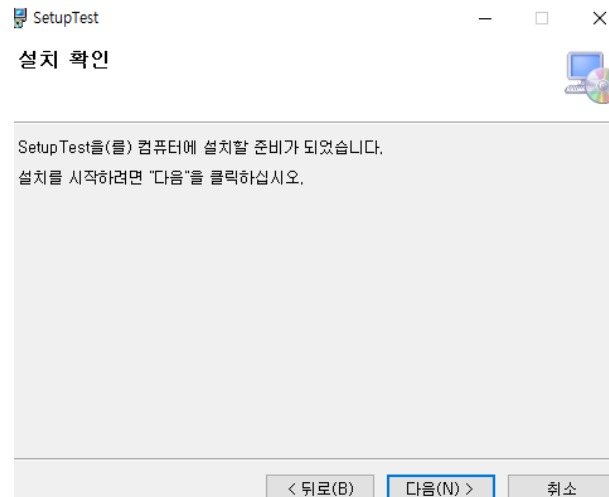 SetupTest
설치 확인
SetupTest을(를) 컴퓨터에 설치할 준비가 되었습니다.
설치를 시작하려면 "다음"을 클릭하십시오.
< 뒤로(B) 다음(N) > 취소